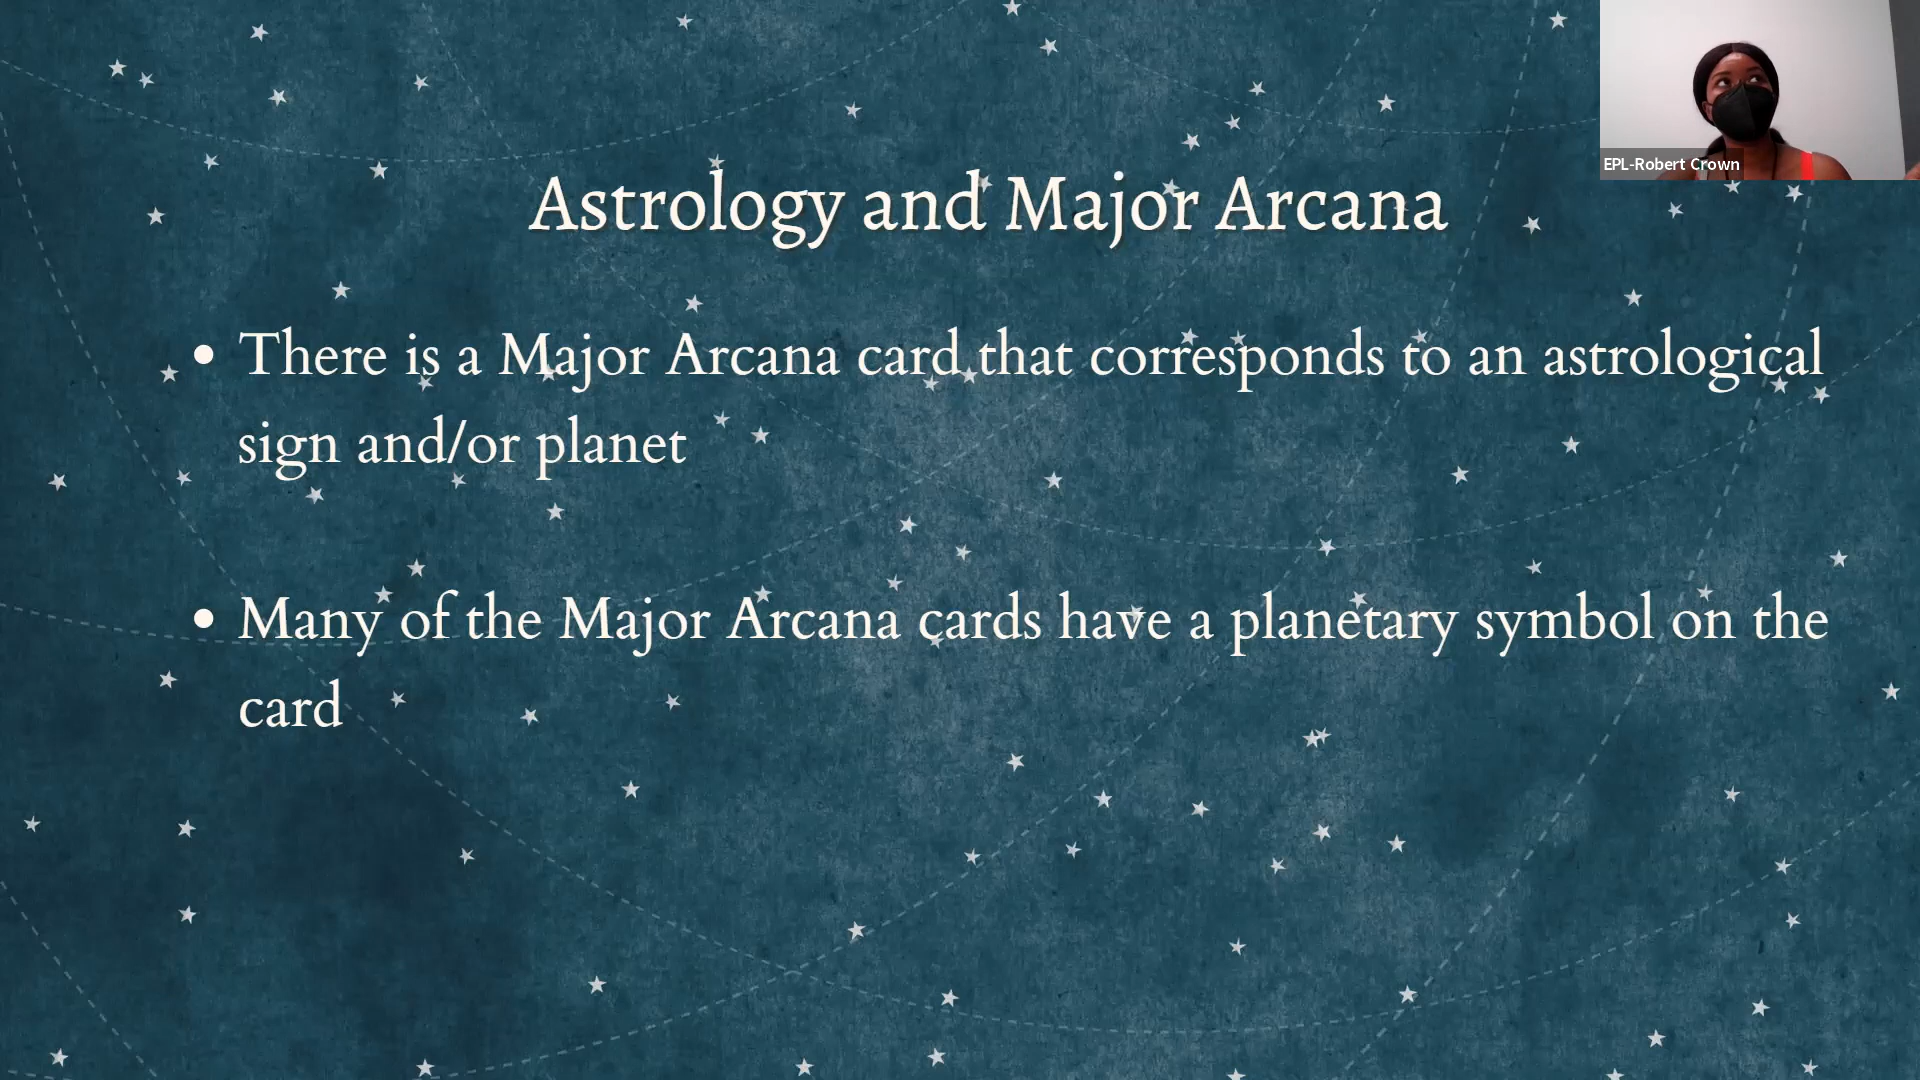 Astrology and Major Arcana
EPL-Robert Crown
• There is a Major Arcana card that corresponds to an astrological
sign and/or planet
• Many of the Major Arcana cards have a planetary symbol on the
card